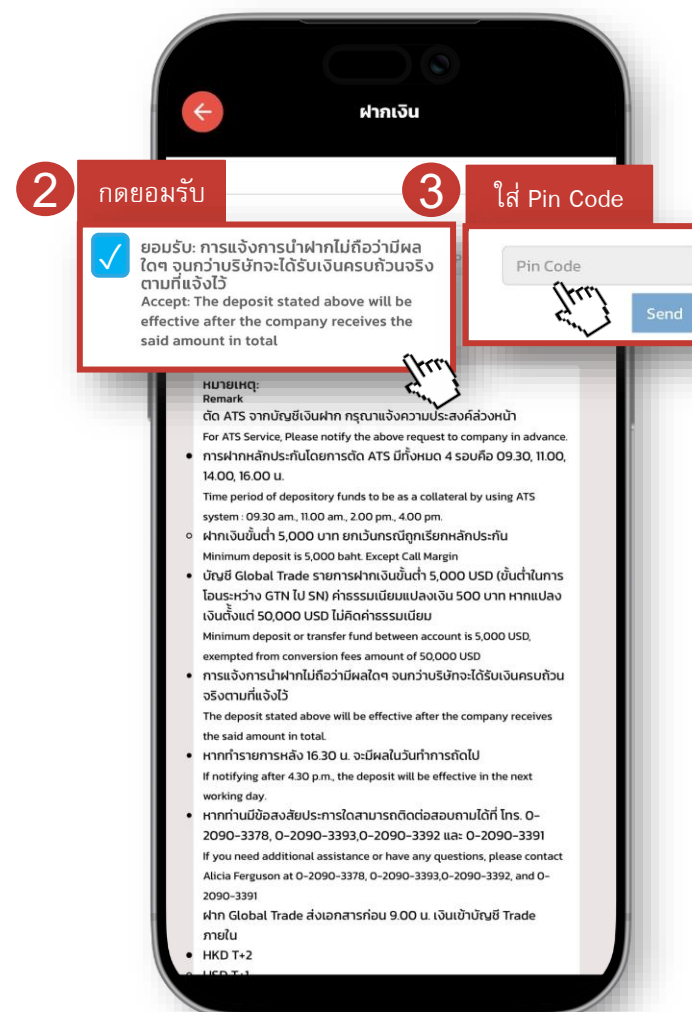 ฝากเงิน
2 กดยอมรับ
ยอมรับ: การแจ้งการนำฝากไม่ถือว่ามีผล
ใดๆ จนกว่าบริษัทจะได้รับเงินครบถ้วนจริง
ตามที่แจ้งไว้
Accept: The deposit stated above will be
effective after the company receives the
said amount in total
3 ใส่ Pin Code
Pin Code
Send
หมายเหตุ:
Remark
ตัด ATS จากบัญชีเงินฝาก กรุณาแจ้งความประสงค์ล่วงหน้า
For ATS Service, Please notify the above request to company in advance.
• การฝากหลักประกันโดยการตัด ATS มีทั้งหมด 4 รอบคือ 09.30, 11.00,
14.00, 16.00 น.
Time period of depository funds to be as a collateral by using ATS
system : 09.30 am., 11.00 am., 2.00 pm., 4.00 pm.
◦ ฝากเงินขั้นต่ำ 5,000 บาท ยกเว้นกรณีถูกเรียกหลักประกัน
Minimum deposit is 5,000 baht. Except Call Margin
• บัญชี Global Trade รายการฝากเงินขั้นต่ำ 5,000 USD (ขั้นต่ำในการ
โอนระหว่าง GTN ไป SN) ค่าธรรมเนียมแปลงเงิน 500 บาท หากแปลง
เงินตั้งแต่ 50,000 USD ไม่คิดค่าธรรมเนียม
Minimum deposit or transfer fund between account is 5,000 USD,
exempted from conversion fees amount of 50,000 USD
• การแจ้งการนำฝากไม่ถือว่ามีผลใดๆ จนกว่าบริษัทจะได้รับเงินครบถ้วน
จริงตามที่แจ้งไว้
The deposit stated above will be effective after the company receives
the said amount in total.
• หากทำรายการหลัง 16.30 น. จะมีผลในวันทำการถัดไป
If notifying after 4.30 p.m., the deposit will be effective in the next
working day.
• หากท่านมีข้อสงสัยประการใดสามารถติดต่อสอบถามได้ที่ โทร. 0-
2090-3378, 0-2090-3393,0-2090-3392 และ 0-2090-3391
If you need additional assistance or have any questions, please contact
Alicia Ferguson at 0-2090-3378, 0-2090-3393,0-2090-3392, and 0-
2090-3391
ฝาก Global Trade ส่งเอกสารก่อน 9.00 น. เงินเข้าบัญชี Trade
ภายใน
• HKD T+2
◦ USD T+1